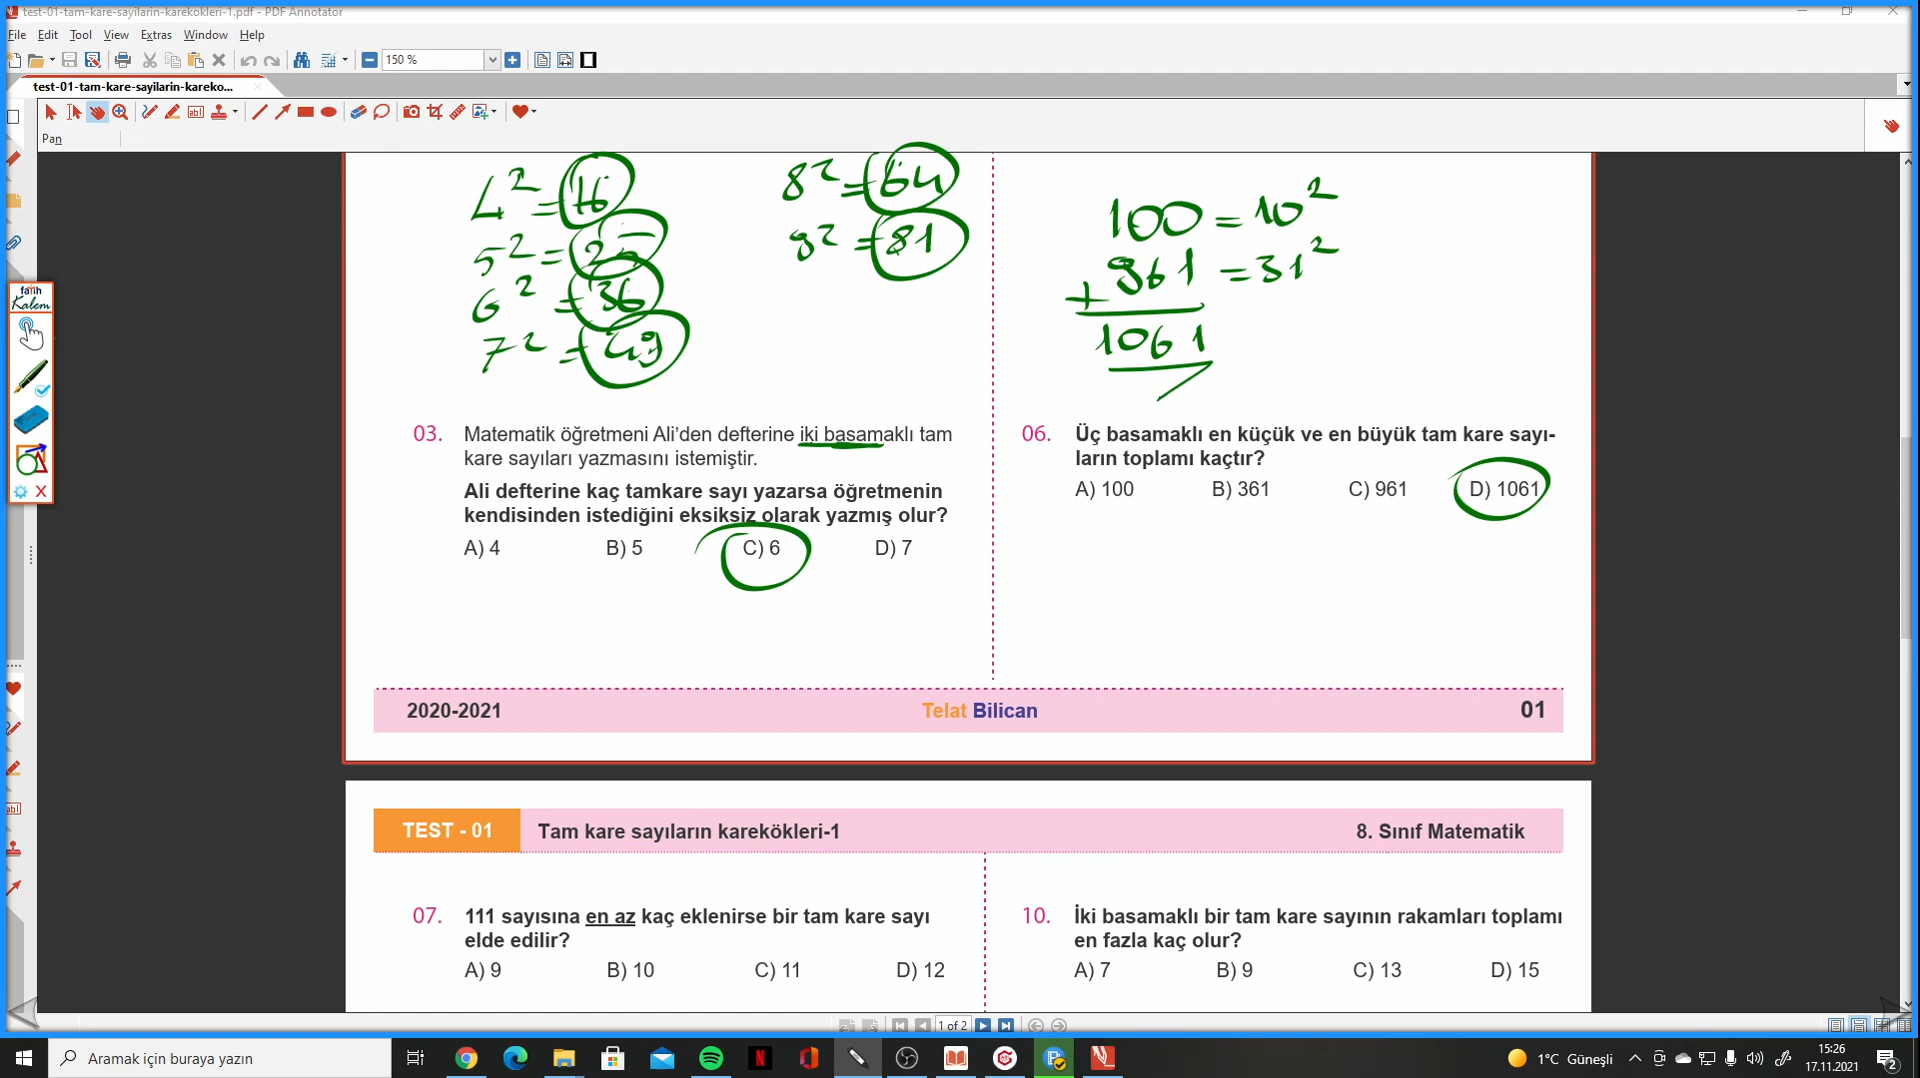 test-01-tam-kare-sayilarin-karekokleri-1.pdf - PDF Annotator
File Edit Tool View Extras Window Help
150 %
test-01-tam-kare-sayilarin-kareko...
Pan
4² = 16
5² = 25
6² = 36
7² = 49
8² = 64
9² = 81
100 = 10²
+ 961 = 31²
1061
fatih
Kalem
03. Matematik öğretmeni Ali'den defterine iki basamaklı tam
kare sayıları yazmasını istemiştir.
Ali defterine kaç tamkare sayı yazarsa öğretmenin
kendisinden istediğini eksiksiz olarak yazmış olur?
A) 4 B) 5 C) 6 D) 7
06. Üç basamaklı en küçük ve en büyük tam kare sayı-
ların toplamı kaçtır?
A) 100 B) 361 C) 961 D) 1061
2020-2021 Telat Bilican 01
TEST - 01 Tam kare sayıların karekökleri-1 8. Sınıf Matematik
07. 111 sayısına en az kaç eklenirse bir tam kare sayı
elde edilir?
A) 9 B) 10 C) 11 D) 12
10. İki basamaklı bir tam kare sayının rakamları toplamı
en fazla kaç olur?
A) 7 B) 9 C) 13 D) 15
1 of 2
Aramak için buraya yazın
1°C Güneşli
15:26
17.11.2021
2